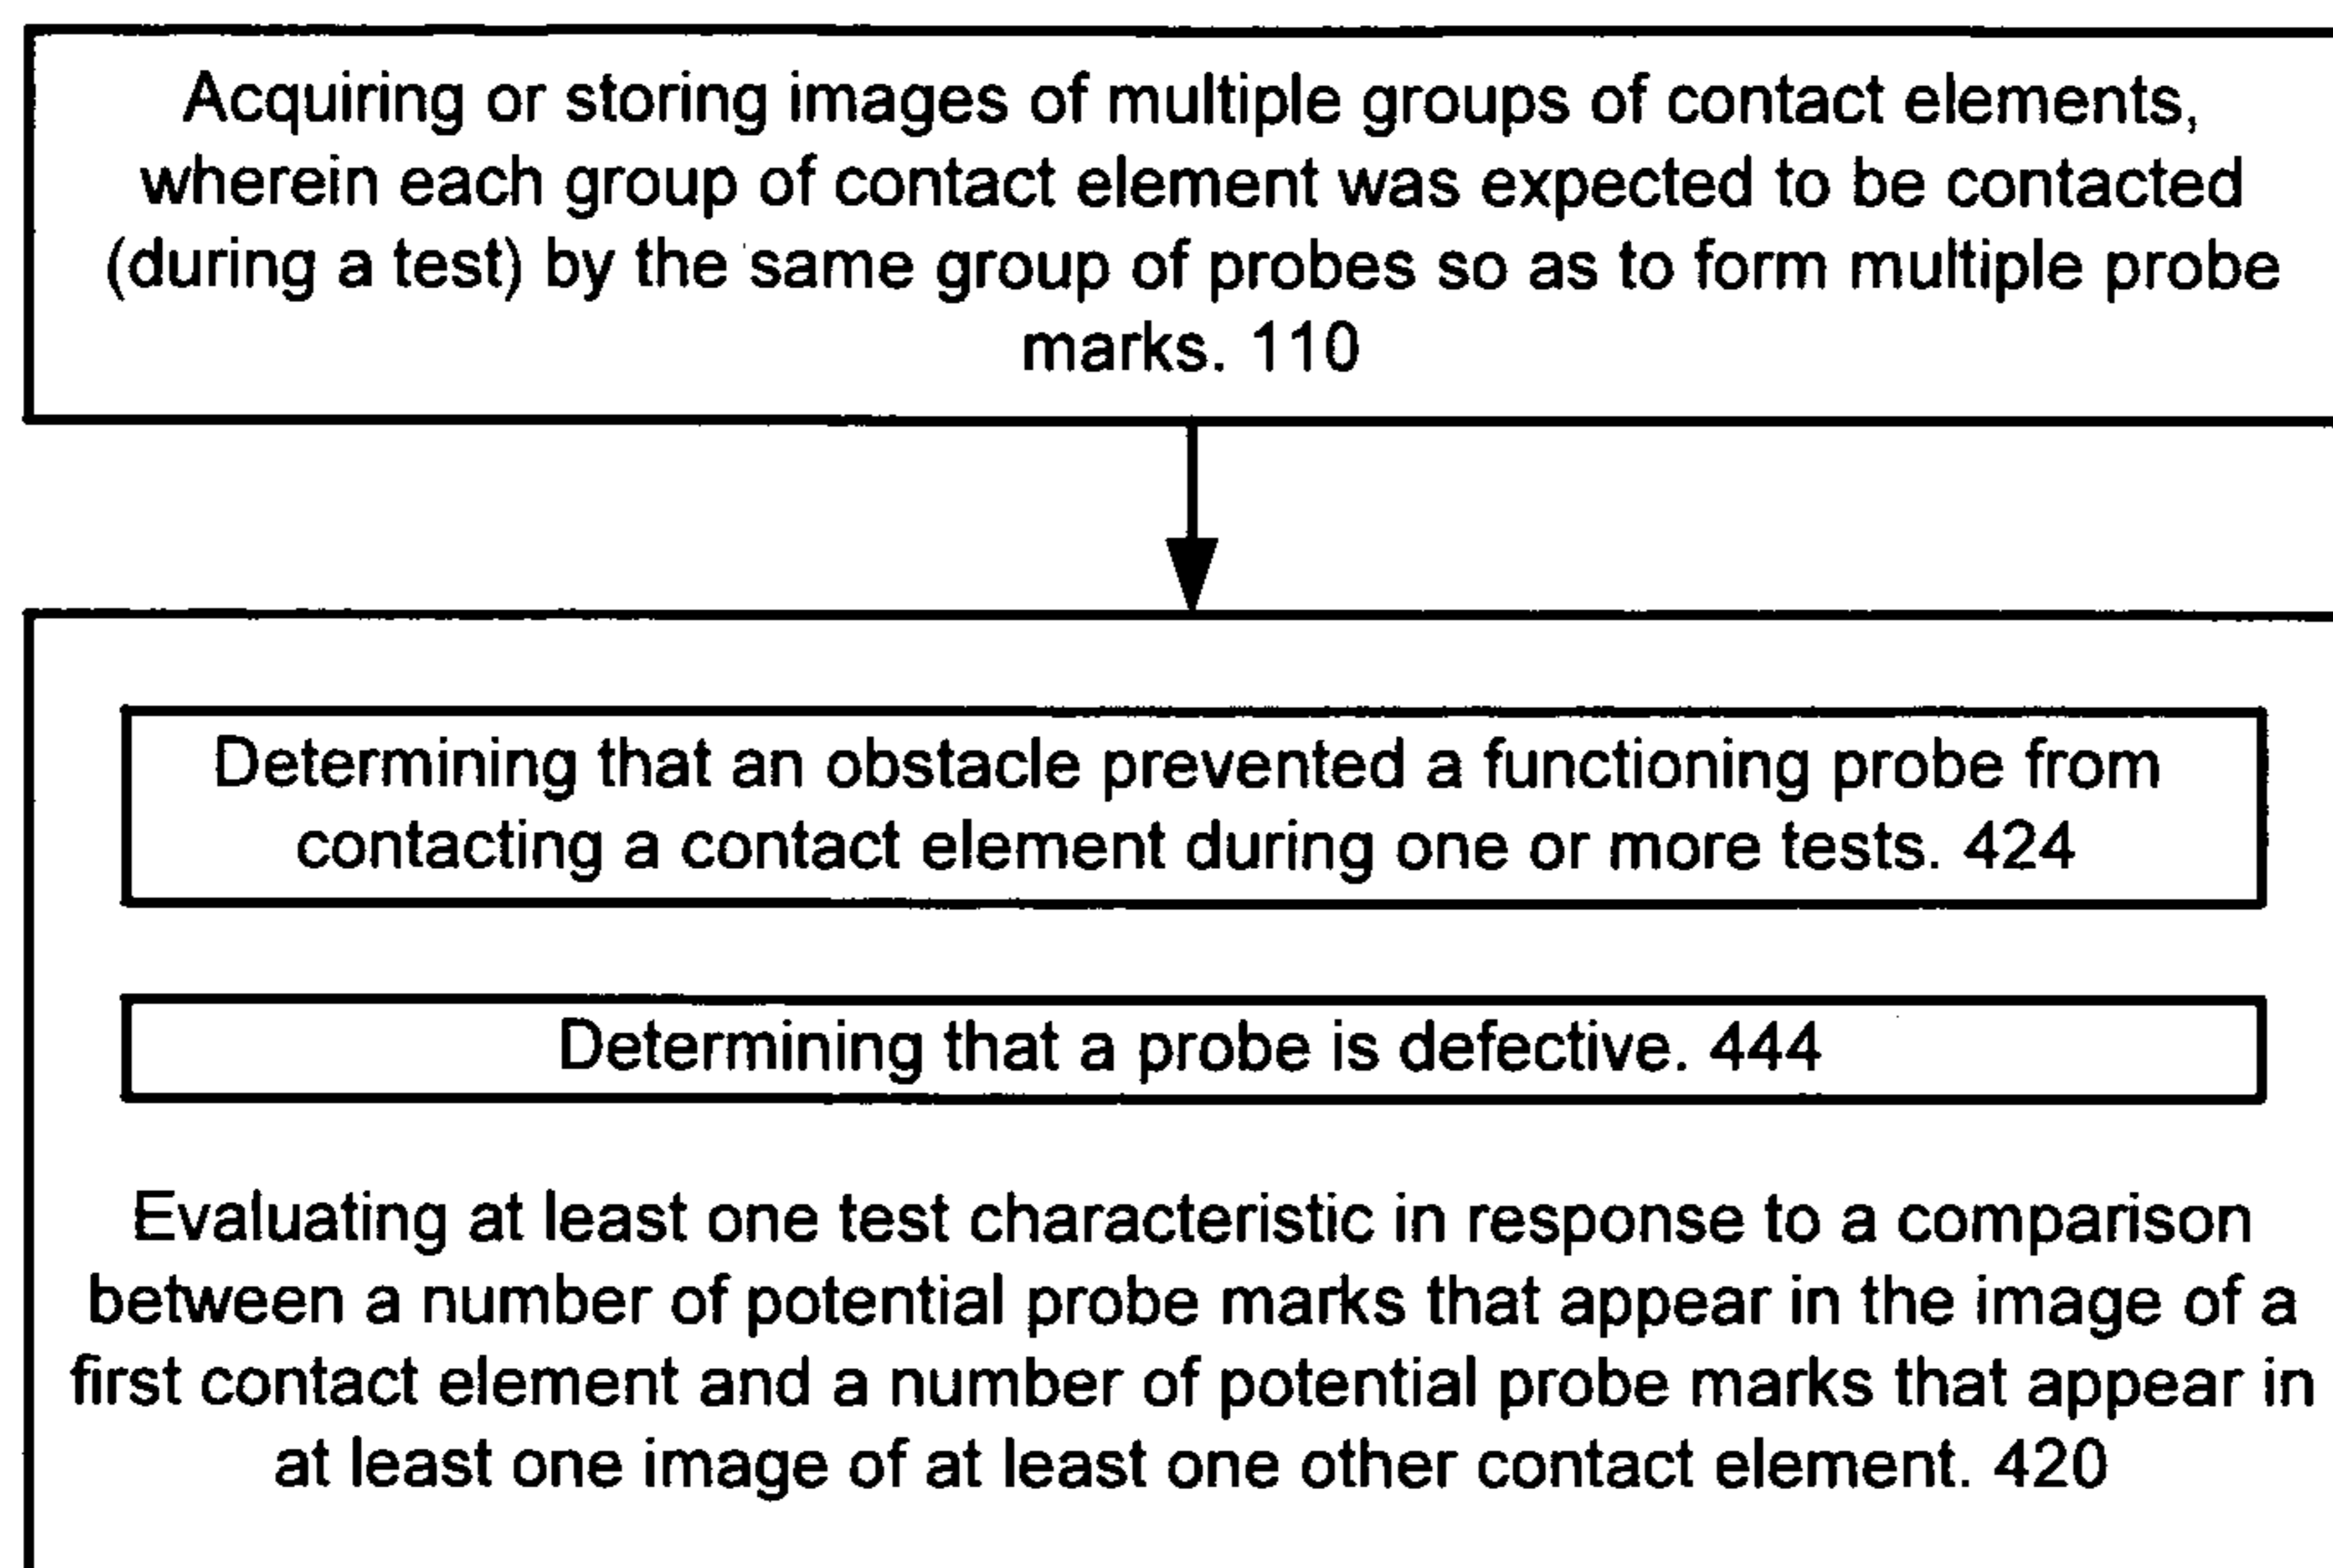 Acquiring or storing images of multiple groups of contact elements,
wherein each group of contact element was expected to be contacted
(during a test) by the same group of probes so as to form multiple probe
marks. 110
Determining that an obstacle prevented a functioning probe from
contacting a contact element during one or more tests. 424
Determining that a probe is defective. 444
Evaluating at least one test characteristic in response to a comparison
between a number of potential probe marks that appear in the image of a
first contact element and a number of potential probe marks that appear in
at least one image of at least one other contact element. 420